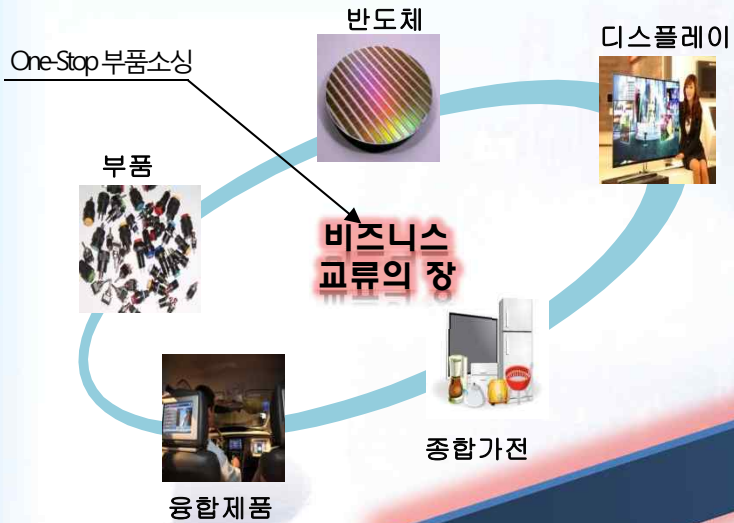 반도체
디스플레이
One-Stop 부품소싱
부품
비즈니스
교류의 장
종합가전
융합제품